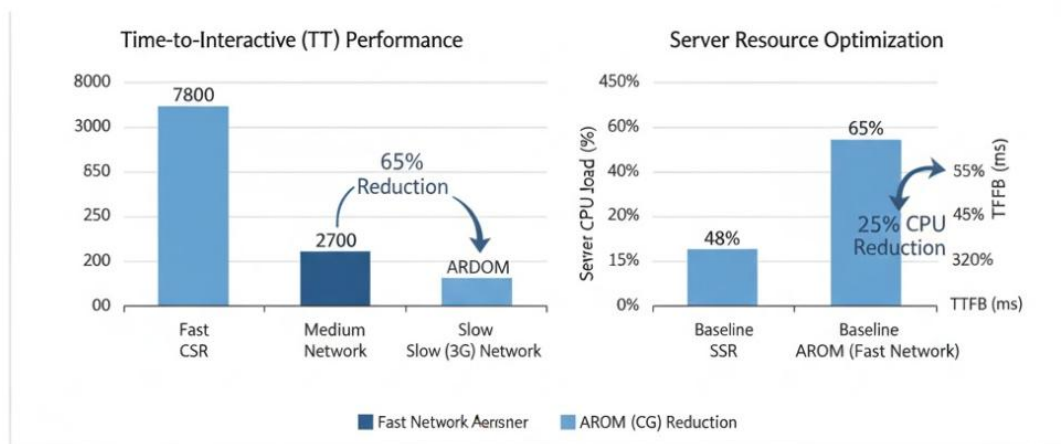 Time-to-Interactive (TT) Performance
8000
3000
650
250
200
00
7800
65%
Reduction
2700
ARDOM
Fast
CSR
Medium
Network
Slow
Slow (3G) Network
Server Resource Optimization
Server CPU Joad (%)
450%
60%
40%
20%
15%
0%
48%
65%
25% CPU
Reduction
55%
45%
320%
TTFB (ms)
TFFB (ms)
Baseline
SSR
Baseline
AROM (Fast Network)
Fast Network
AROM (CG) Reduction